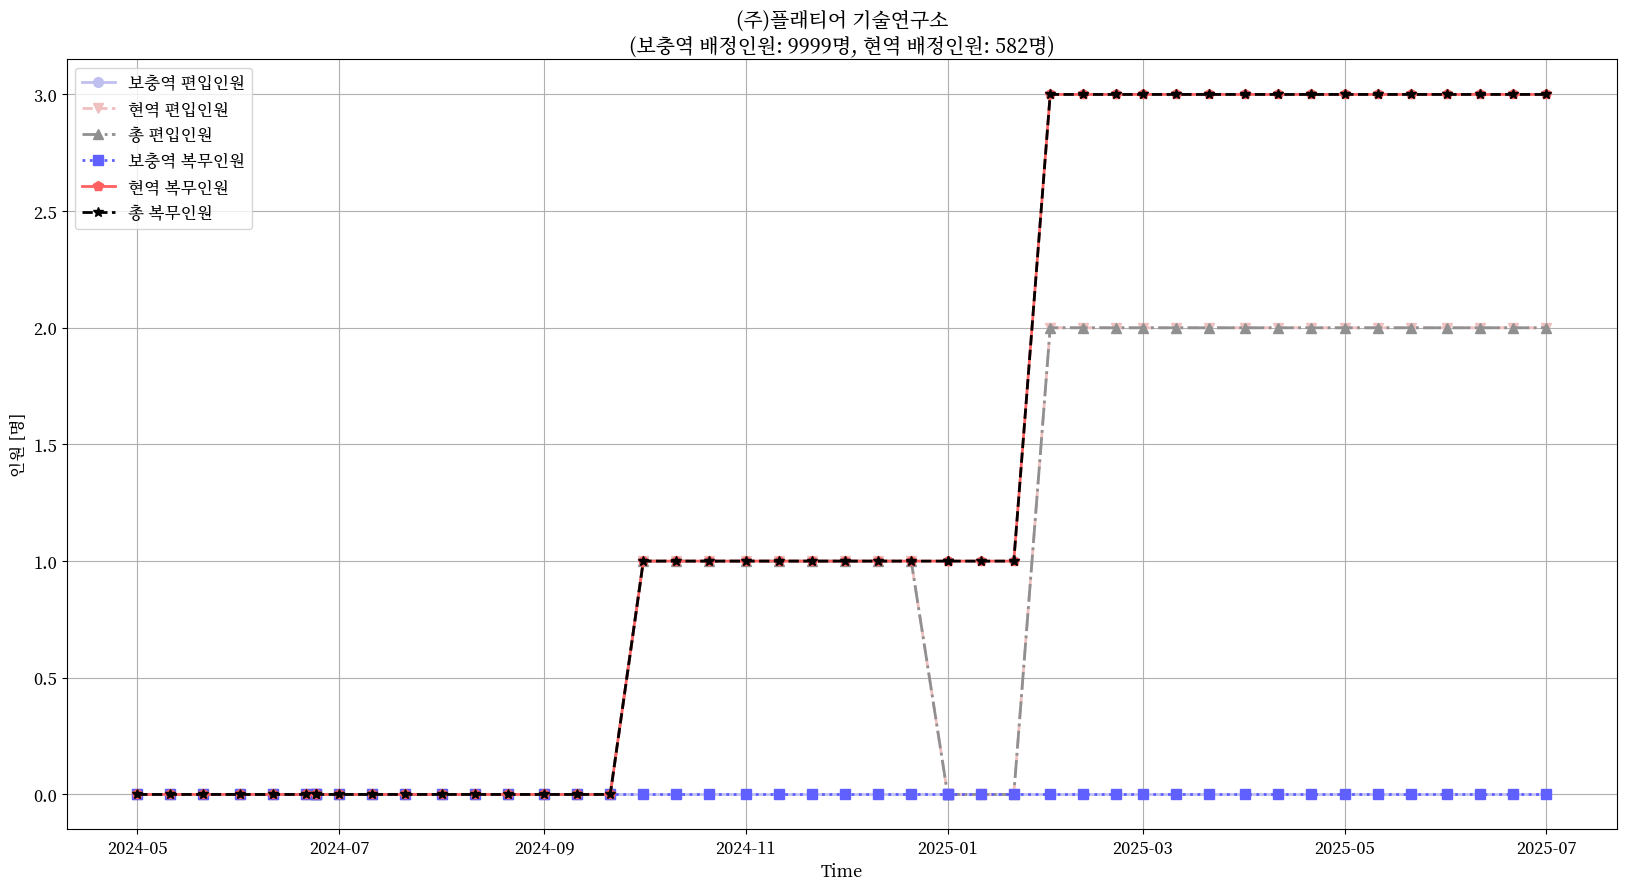 (주)플래티어 기술연구소
(보충역 배정인원: 9999명, 현역 배정인원: 582명)
보충역 편입인원
현역 편입인원
총 편입인원
보충역 복무인원
현역 복무인원
총 복무인원
3.0
2.5
2.0
1.5
1.0
0.5
0.0
인원 [명]
2024-05
2024-07
2024-09
2024-11
2025-01
2025-03
2025-05
2025-07
Time